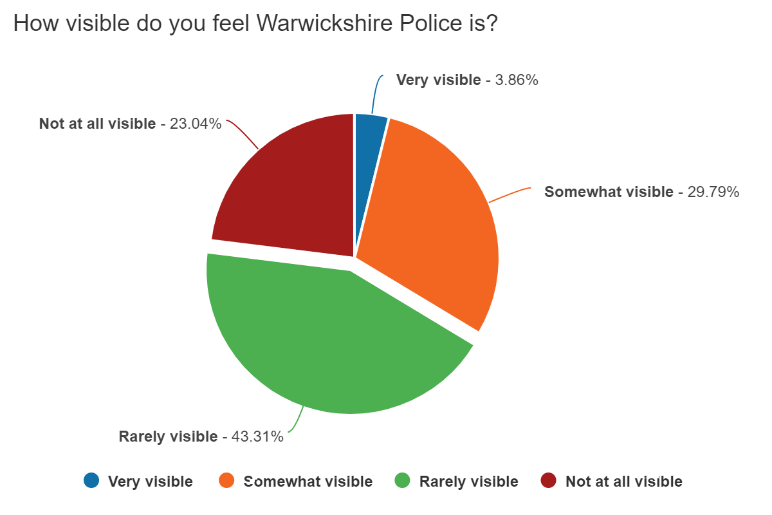 How visible do you feel Warwickshire Police is?
Very visible - 3.86%
Not at all visible - 23.04%
Somewhat visible - 29.79%
Rarely visible - 43.31%
Very visible Somewhat visible Rarely visible Not at all visible